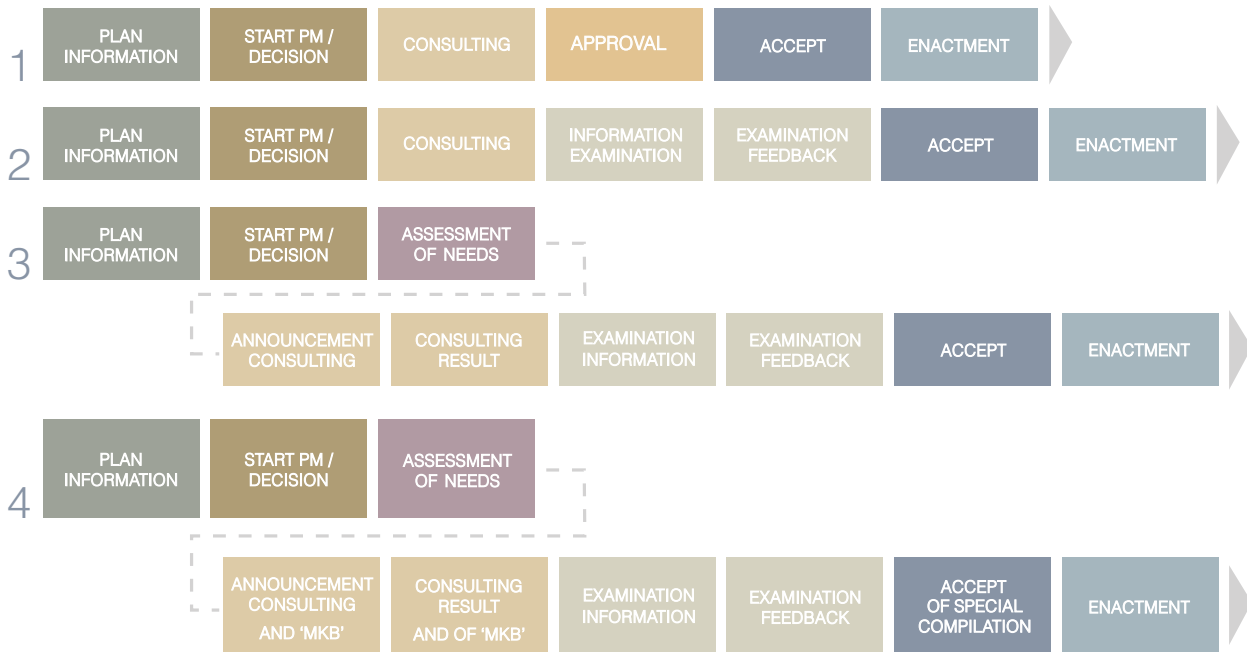 1
PLAN
INFORMATION
START PM /
DECISION
CONSULTING
APPROVAL
ACCEPT
ENACTMENT
2
PLAN
INFORMATION
START PM /
DECISION
CONSULTING
INFORMATION
EXAMINATION
EXAMINATION
FEEDBACK
ACCEPT
ENACTMENT
3
PLAN
INFORMATION
START PM /
DECISION
ASSESSMENT
OF NEEDS
ANNOUNCEMENT
CONSULTING
CONSULTING
RESULT
EXAMINATION
INFORMATION
EXAMINATION
FEEDBACK
ACCEPT
ENACTMENT
4
PLAN
INFORMATION
START PM /
DECISION
ASSESSMENT
OF NEEDS
ANNOUNCEMENT
CONSULTING
AND ‘MKB’
CONSULTING
RESULT
AND OF ‘MKB’
EXAMINATION
INFORMATION
EXAMINATION
FEEDBACK
ACCEPT
OF SPECIAL
COMPILATION
ENACTMENT